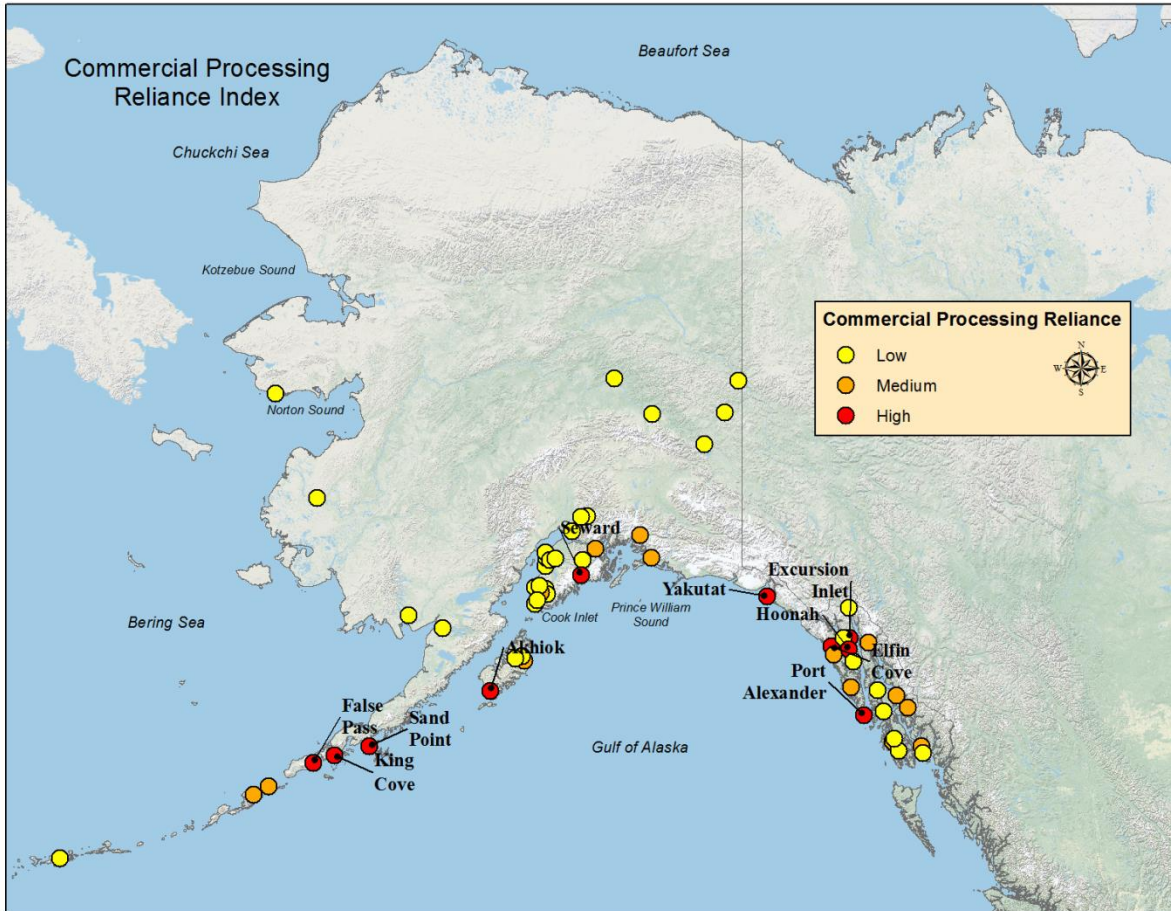 Commercial Processing
Reliance Index
Beaufort Sea
Chuckchi Sea
Kotzebue Sound
Commercial Processing Reliance
Low
Medium
High
N
W
E
S
Norton Sound
Seward
Excursion
Inlet
Yakutat
Hoonah
Prince William
Sound
Cook Inlet
Bering Sea
Akhiok
Elfin
Cove
Port
Alexander
False
Pass
Sand
Point
King
Cove
Gulf of Alaska